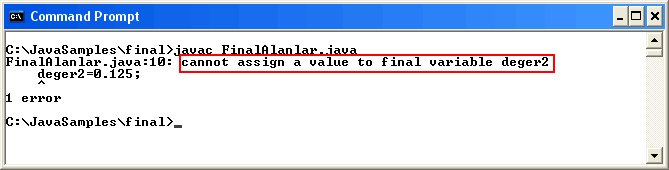 Command Prompt
C:\JavaSamples\final>javac FinalAlanlar.java
FinalAlanlar.java:10: cannot assign a value to final variable deger2
    deger2=0.125;
    ^
1 error
C:\JavaSamples\final>_